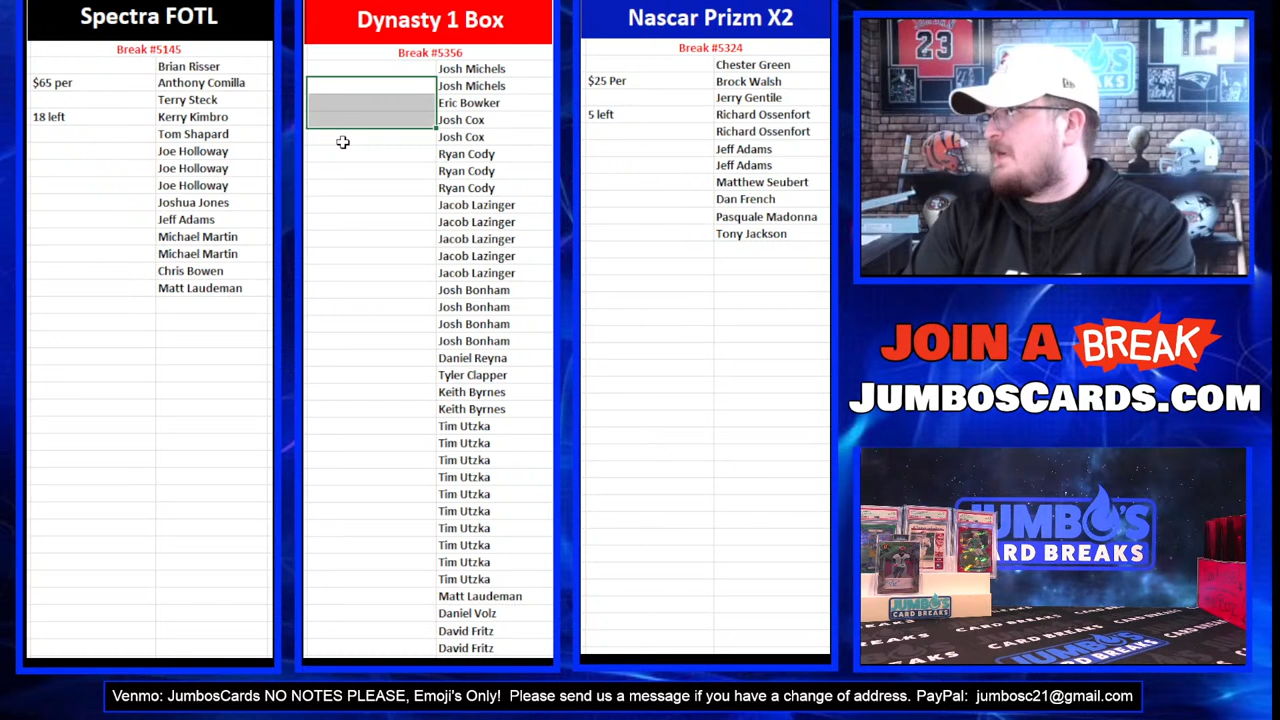 Spectra FOTL
Break #5145
Brian Risser
$65 per Anthony Comilla
Terry Steck
18 left Kerry Kimbro
Tom Shapard
Joe Holloway
Joe Holloway
Joe Holloway
Joshua Jones
Jeff Adams
Michael Martin
Michael Martin
Chris Bowen
Matt Laudeman
Dynasty 1 Box
Break #5356
Josh Michels
Josh Michels
Eric Bowker
Josh Cox
Josh Cox
Ryan Cody
Ryan Cody
Ryan Cody
Jacob Lazinger
Jacob Lazinger
Jacob Lazinger
Jacob Lazinger
Jacob Lazinger
Josh Bonham
Josh Bonham
Josh Bonham
Josh Bonham
Daniel Reyna
Tyler Clapper
Keith Byrnes
Keith Byrnes
Tim Utzka
Tim Utzka
Tim Utzka
Tim Utzka
Tim Utzka
Tim Utzka
Tim Utzka
Tim Utzka
Tim Utzka
Tim Utzka
Matt Laudeman
Daniel Volz
David Fritz
David Fritz
Nascar Prizm X2
Break #5324
Chester Green
$25 Per Brock Walsh
Jerry Gentile
5 left Richard Ossenfort
Richard Ossenfort
Jeff Adams
Jeff Adams
Matthew Seubert
Dan French
Pasquale Madonna
Tony Jackson
23
12
JOIN A BREAK
JUMBOSCARDS.COM
JUMBO'S
CARD BREAKS
JUMBO'S
CARD BREAKS
Venmo: JumbosCards NO NOTES PLEASE, Emoji's Only! Please send us a message if you have a change of address. PayPal: jumbosc21@gmail.com